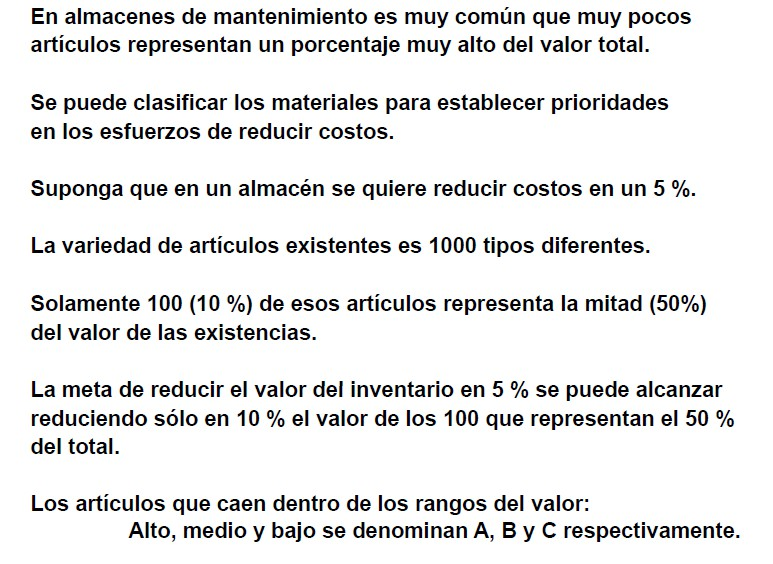 En almacenes de mantenimiento es muy común que muy pocos
artículos representan un porcentaje muy alto del valor total.
Se puede clasificar los materiales para establecer prioridades
en los esfuerzos de reducir costos.
Suponga que en un almacén se quiere reducir costos en un 5 %.
La variedad de artículos existentes es 1000 tipos diferentes.
Solamente 100 (10 %) de esos artículos representa la mitad (50%)
del valor de las existencias.
La meta de reducir el valor del inventario en 5 % se puede alcanzar
reduciendo sólo en 10 % el valor de los 100 que representan el 50 %
del total.
Los artículos que caen dentro de los rangos del valor:
Alto, medio y bajo se denominan A, B y C respectivamente.